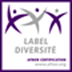 LABEL
DIVERSITÉ
AFNOR CERTIFICATION
www.afnor.org